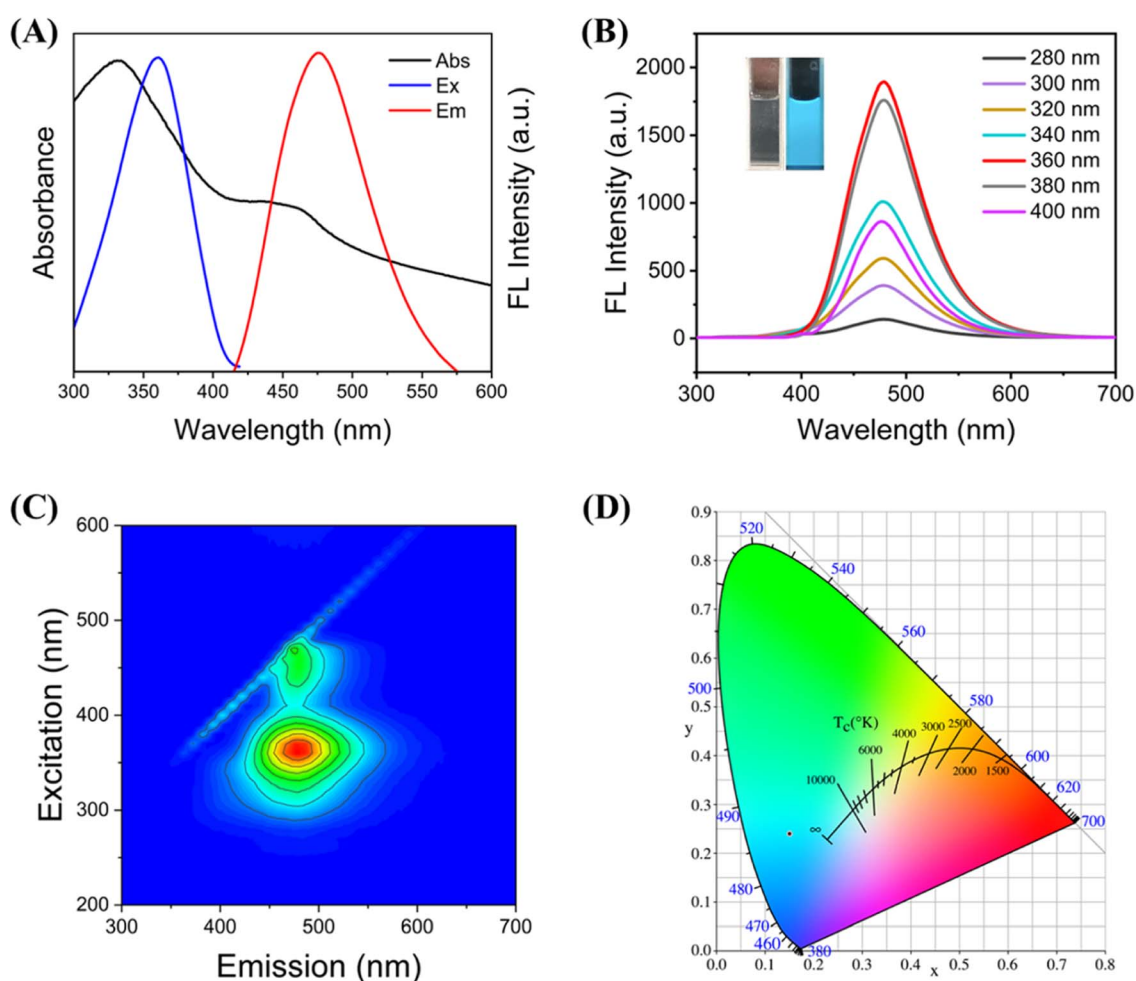 (A)
Absorbance
FL Intensity (a.u.)
Abs
Ex
Em
300 350 400 450 500 550 600
Wavelength (nm)
(B)
FL Intensity (a.u.)
2000
1500
1000
500
0
280 nm
300 nm
320 nm
340 nm
360 nm
380 nm
400 nm
300 400 500 600 700
Wavelength (nm)
(C)
Excitation (nm)
600
500
400
300
200
300 400 500 600 700
Emission (nm)
(D)
0.9
0.8
0.7
0.6
0.5
y
0.4
0.3
0.2
0.1
0.0
520
540
560
500
580
Tc(°K)
10000 6000 4000 3000 2500
2000 1500
∞
600
620
700
490
480
470
460
380
0.0 0.1 0.2 0.3 0.4 0.5 0.6 0.7 0.8
x